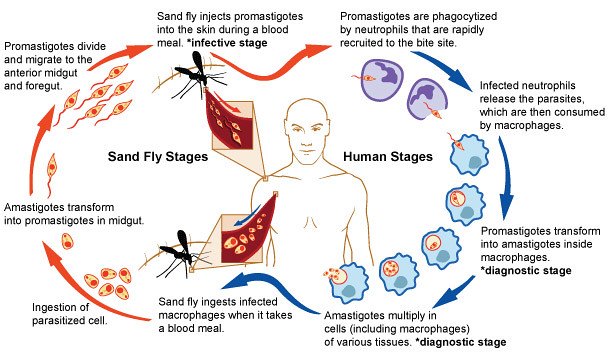 Sand fly injects promastigotes
into the skin during a blood
meal. *infective stage
Promastigotes are phagocytized
by neutrophils that are rapidly
recruited to the bite site.
Infected neutrophils
release the parasites,
which are then consumed
by macrophages.
Promastigotes transform
into amastigotes inside
macrophages.
*diagnostic stage
Amastigotes multiply in
cells (including macrophages)
of various tissues. *diagnostic stage
Sand fly ingests infected
macrophages when it takes
a blood meal.
Ingestion of
parasitized cell.
Amastigotes transform
into promastigotes in midgut.
Promastigotes divide
and migrate to the
anterior midgut
and foregut.
Sand Fly Stages
Human Stages